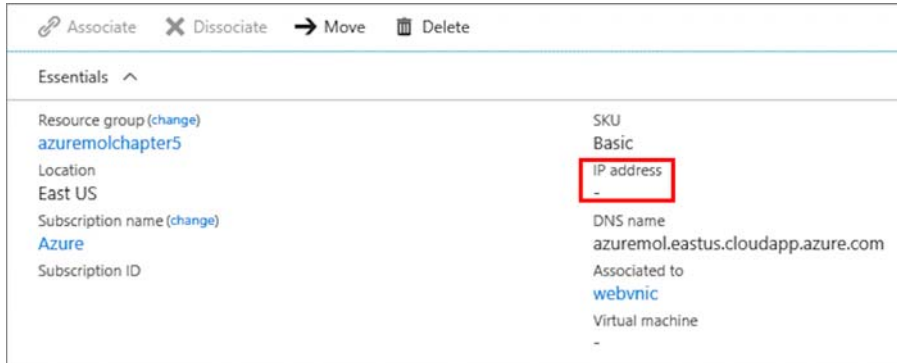 Associate Dissociate Move Delete
Essentials
Resource group (change)
azuremolchapter5
Location
East US
Subscription name (change)
Azure
Subscription ID
SKU
Basic
IP address
-
DNS name
azuremol.eastus.cloudapp.azure.com
Associated to
webvnic
Virtual machine
-